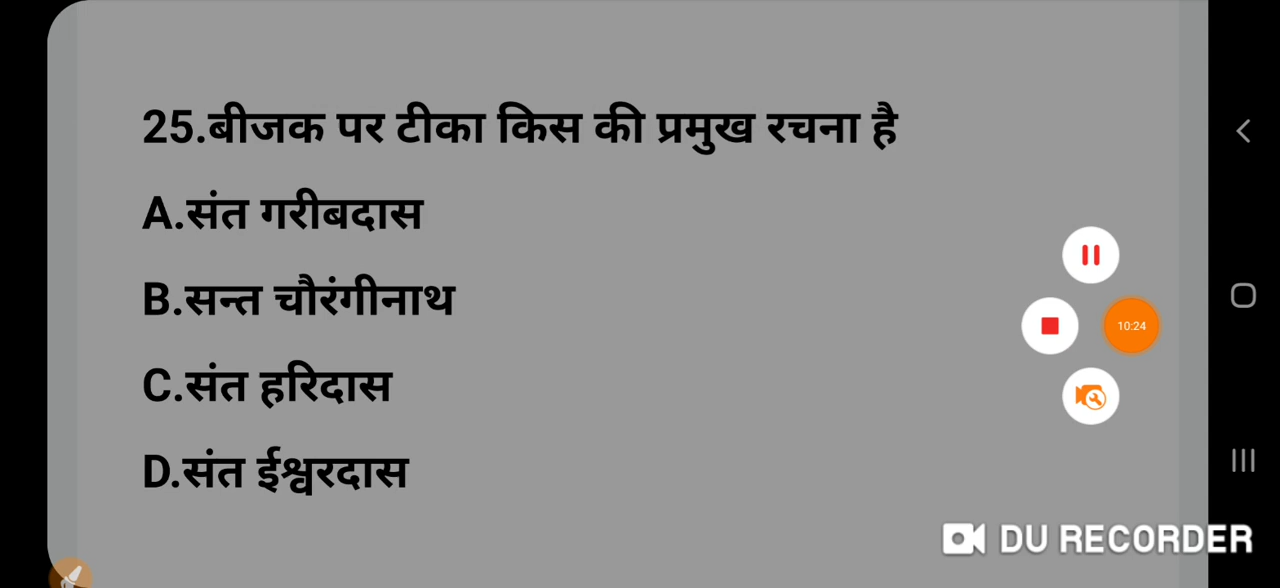 25.बीजक पर टीका किस की प्रमुख रचना है
A.संत गरीबदास
B.सन्त चौरंगीनाथ
C.संत हरिदास
D.संत ईश्वरदास
10:24
DU RECORDER